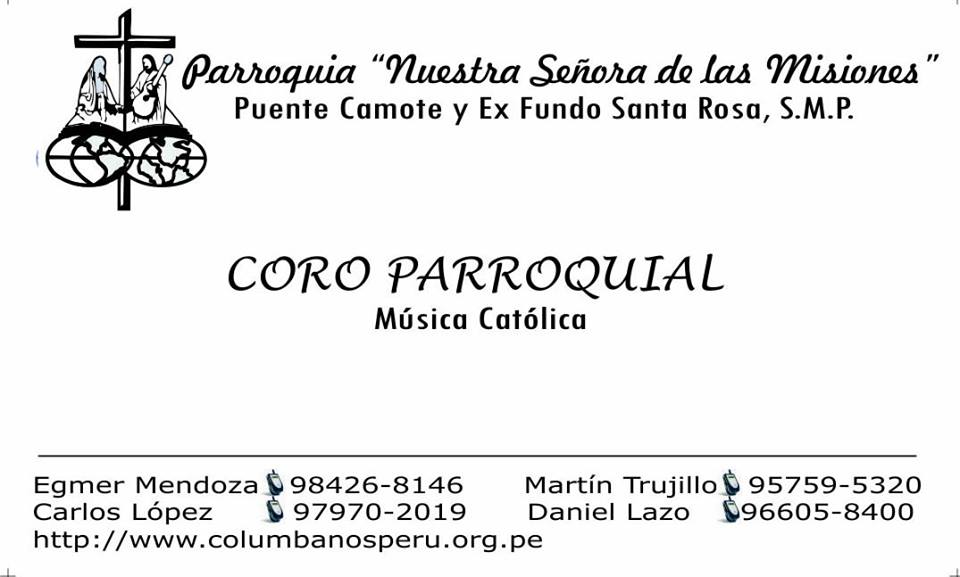 Parroquia “Nuestra Señora de las Misiones”
Puente Camote y Ex Fundo Santa Rosa, S.M.P.
CORO PARROQUIAL
Música Católica
Egmer Mendoza 98426-8146 Martín Trujillo 95759-5320
Carlos López 97970-2019 Daniel Lazo 96605-8400
http://www.columbanosperu.org.pe